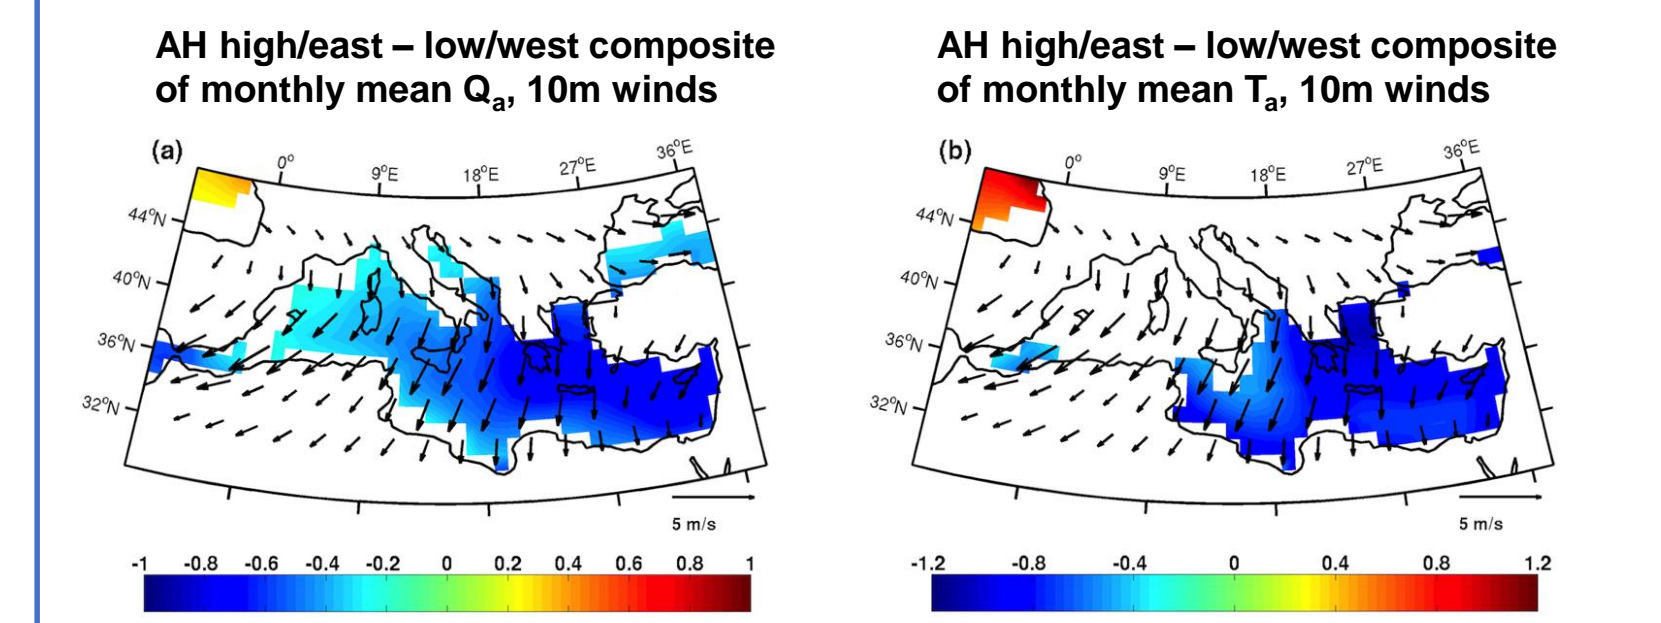 AH high/east – low/west composite
of monthly mean Qa, 10m winds
(a)
0°
9°E
18°E
27°E
36°E
44°N
40°N
36°N
32°N
5 m/s
-1 -0.8 -0.6 -0.4 -0.2 0 0.2 0.4 0.6 0.8 1
AH high/east – low/west composite
of monthly mean Ta, 10m winds
(b)
0°
9°E
18°E
27°E
36°E
44°N
40°N
36°N
32°N
5 m/s
-1.2 -0.8 -0.4 0 0.4 0.8 1.2